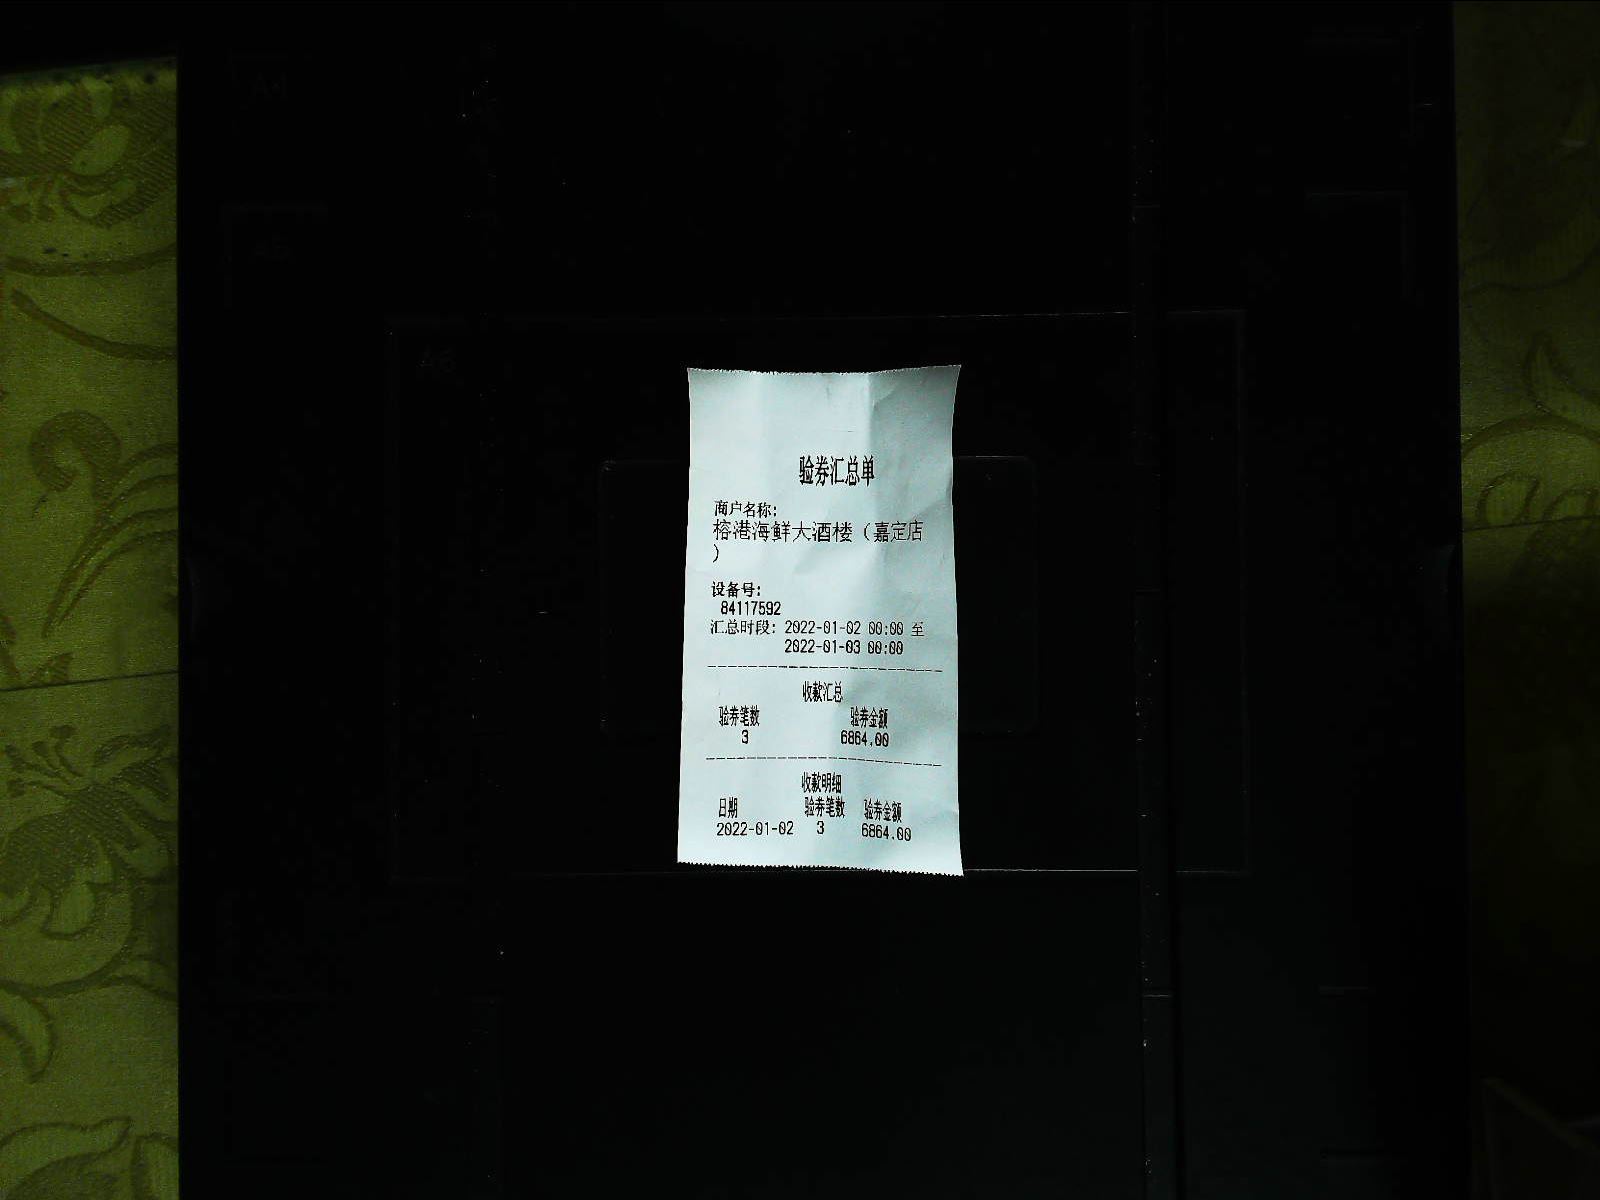 A4
A5
A6
验券汇总单
商户名称:
榕港海鲜大酒楼（嘉定店
）
设备号:
84117592
汇总时段: 2022-01-02 00:00 至
2022-01-03 00:00
收款汇总
验券笔数 验券金额
3 6864.00
收款明细
日期 验券笔数 验券金额
2022-01-02 3 6864.00